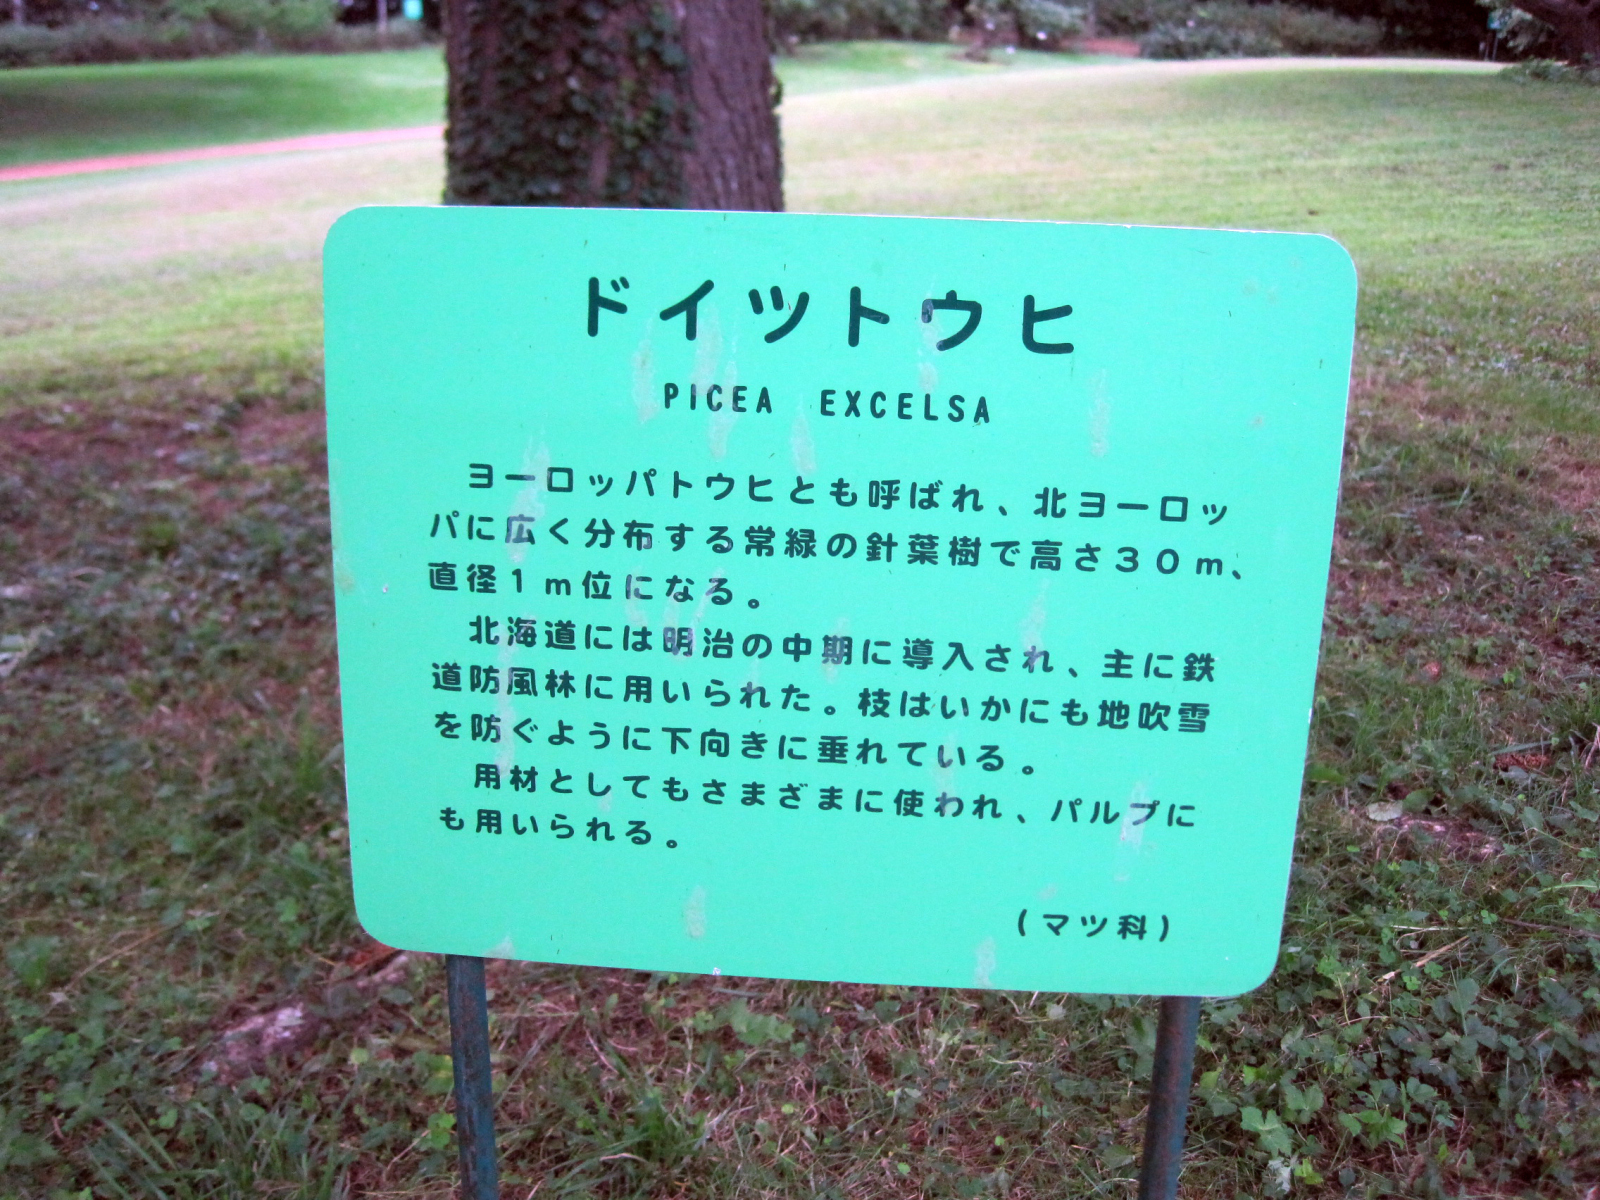 ドイツトウヒ
PICEA EXCELSA
ヨーロッパトウヒとも呼ばれ、北ヨーロッ
パに広く分布する常緑の針葉樹で高さ30m、
直径1m位になる。
北海道には明治の中期に導入され、主に鉄
道防風林に用いられた。枝はいかにも地吹雪
を防ぐように下向きに垂れている。
用材としてもさまざまに使われ、パルプに
も用いられる。
(マツ科)